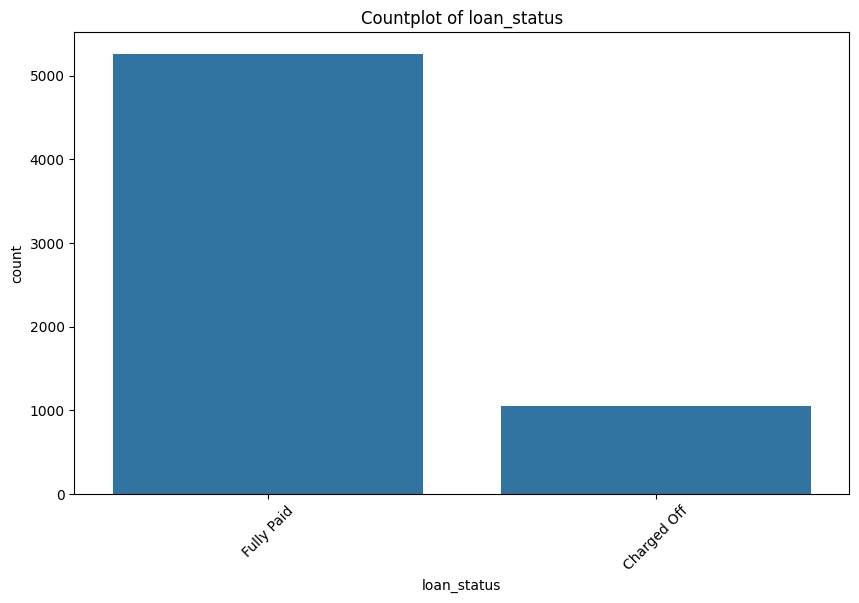 Countplot of loan_status
count
5000
4000
3000
2000
1000
0
Fully Paid
Charged Off
loan_status